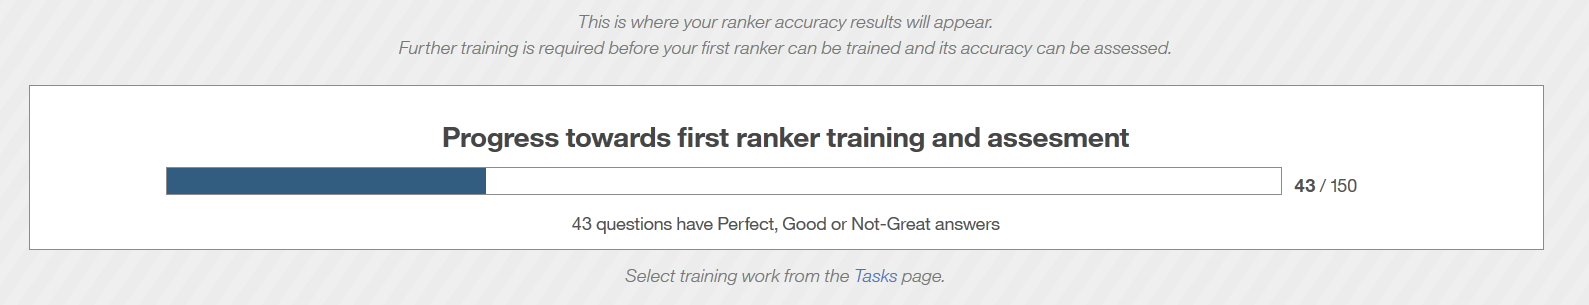 This is where your ranker accuracy results will appear.
Further training is required before your first ranker can be trained and its accuracy can be assessed.
Progress towards first ranker training and assesment
43 / 150
43 questions have Perfect, Good or Not-Great answers
Select training work from the Tasks page.